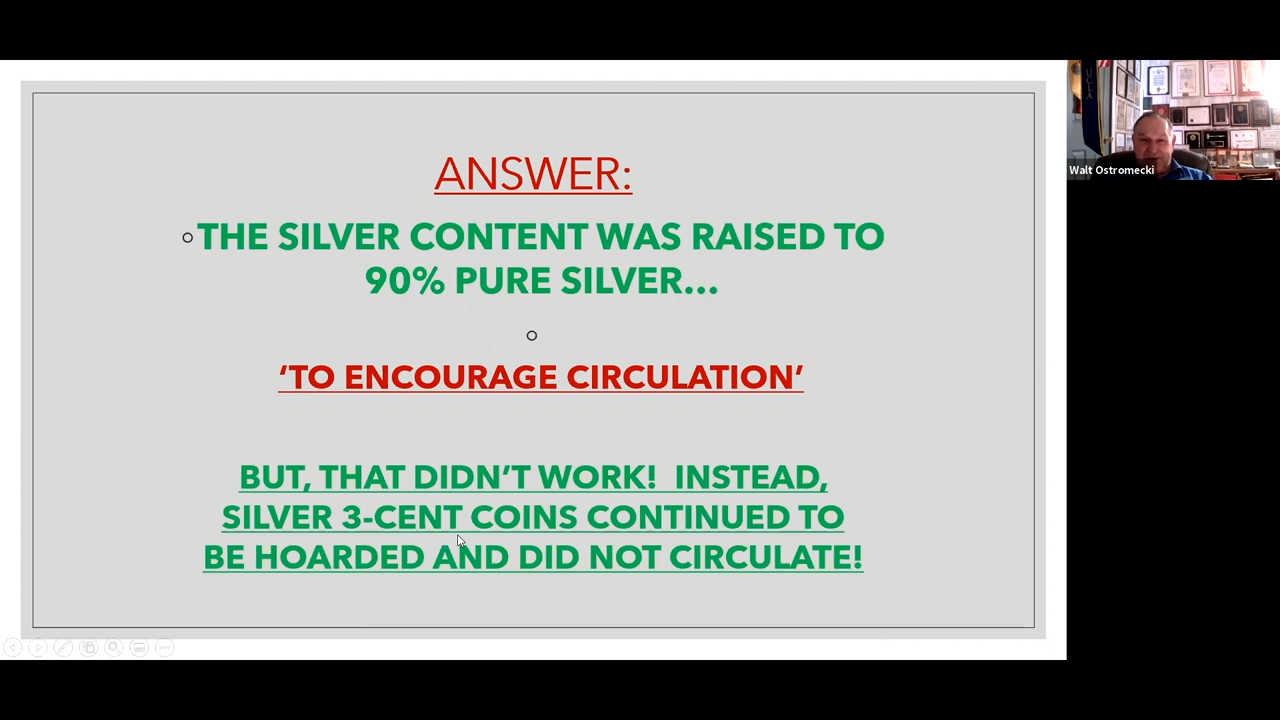 ANSWER:
THE SILVER CONTENT WAS RAISED TO
90% PURE SILVER...
‘TO ENCOURAGE CIRCULATION’
BUT, THAT DIDN’T WORK!  INSTEAD,
SILVER 3-CENT COINS CONTINUED TO
BE HOARDED AND DID NOT CIRCULATE!
UCLA
Walt Ostromecki